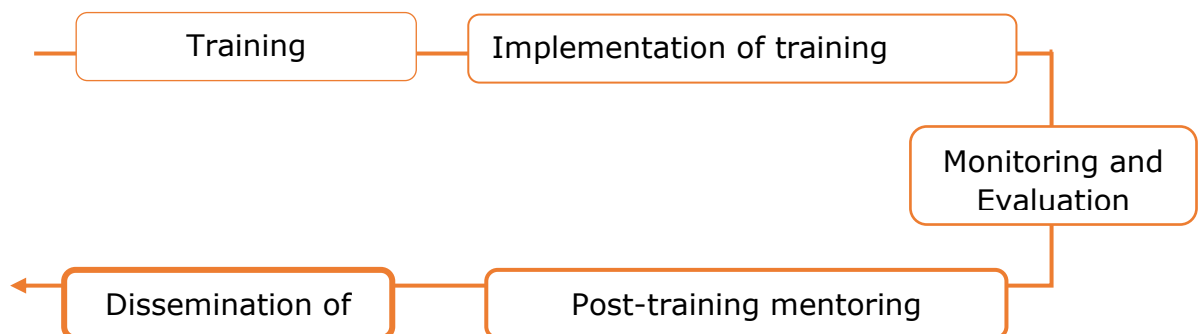 Training
Implementation of training
Monitoring and
Evaluation
Dissemination of
Post-training mentoring